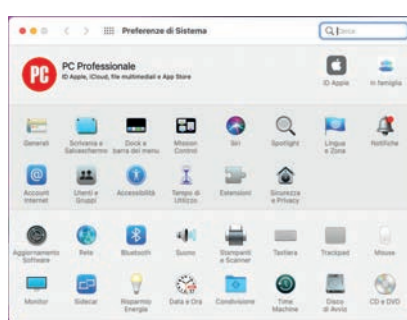 Preferenze di Sistema
Cerca
PC
PC Professionale
ID Apple, iCloud, file multimediali e App Store
ID Apple
In famiglia
Generali
Scrivania e
Salvaschermo
Dock e
barra dei menu
Mission
Control
Siri
Spotlight
Lingua
e Zona
Notifiche
Account
Internet
Utenti e
Gruppi
Accessibilità
Tempo di
Utilizzo
Estensioni
Sicurezza
e Privacy
Aggiornamento
Software
Rete
Bluetooth
Suono
Stampanti
e Scanner
Tastiera
Trackpad
Mouse
Monitor
Sidecar
Risparmio
Energia
Data e Ora
Condivisione
Time
Machine
Disco
di Avvio
CD e DVD